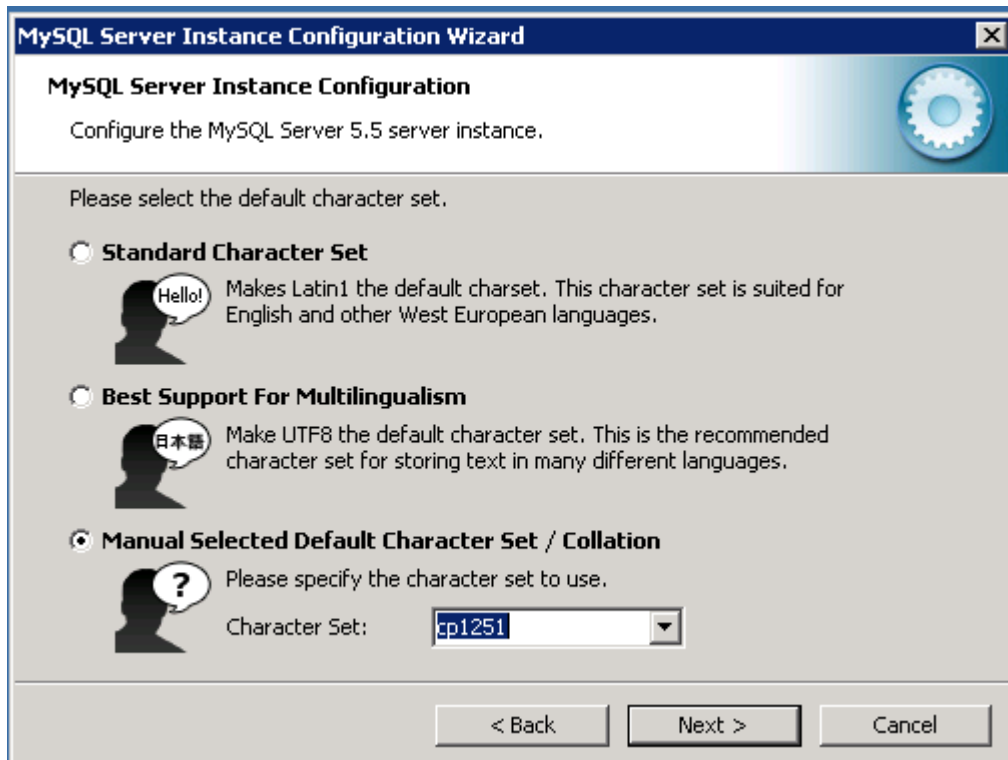 MySQL Server Instance Configuration Wizard
MySQL Server Instance Configuration
Configure the MySQL Server 5.5 server instance.
Please select the default character set.
Standard Character Set
Hello!
Makes Latin1 the default charset. This character set is suited for
English and other West European languages.
Best Support For Multilingualism
日本語
Make UTF8 the default character set. This is the recommended
character set for storing text in many different languages.
Manual Selected Default Character Set / Collation
?
Please specify the character set to use.
Character Set: cp1251
< Back Next > Cancel